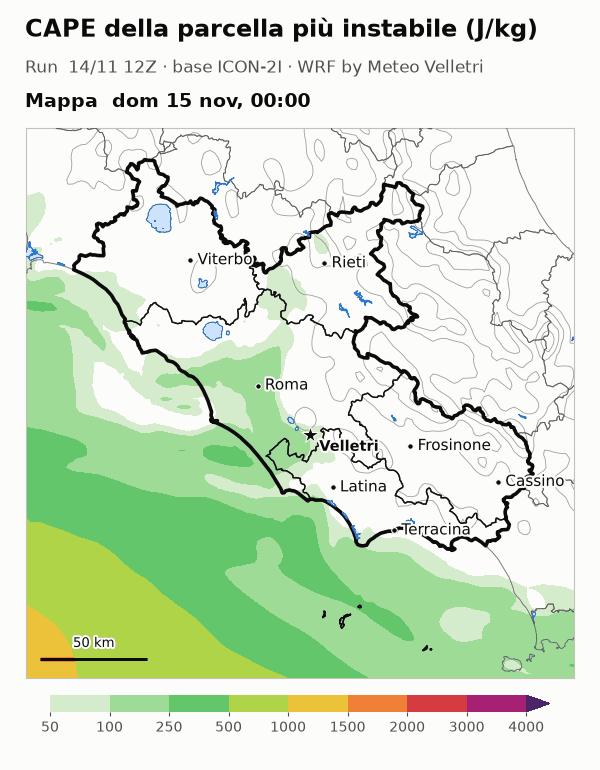 CAPE della parcella più instabile (J/kg)
Run 14/11 12Z · base ICON-2I · WRF by Meteo Velletri
Mappa dom 15 nov, 00:00
Viterbo
Rieti
Roma
Velletri
Frosinone
Cassino
Latina
Terracina
50 km
50 100 250 500 1000 1500 2000 3000 4000